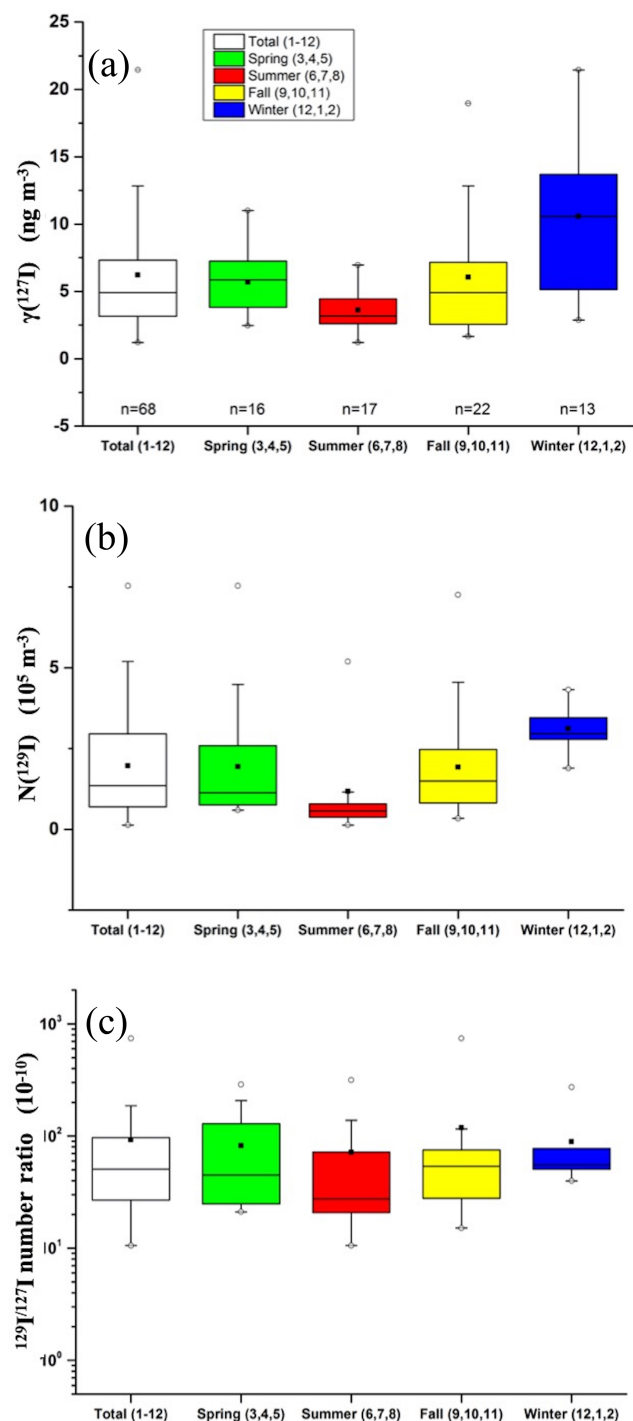 (a)
Total (1-12)
Spring (3,4,5)
Summer (6,7,8)
Fall (9,10,11)
Winter (12,1,2)
γ(¹²⁷I) (ng m⁻³)
25
20
15
10
5
0
-5
n=68 n=16 n=17 n=22 n=13
Total (1-12) Spring (3,4,5) Summer (6,7,8) Fall (9,10,11) Winter (12,1,2)
(b)
N(¹²⁹I) (10⁵ m⁻³)
10
5
0
Total (1-12) Spring (3,4,5) Summer (6,7,8) Fall (9,10,11) Winter (12,1,2)
(c)
¹²⁹I/¹²⁷I number ratio (10⁻¹⁰)
10³
10²
10¹
10⁰
Total (1-12) Spring (3,4,5) Summer (6,7,8) Fall (9,10,11) Winter (12,1,2)